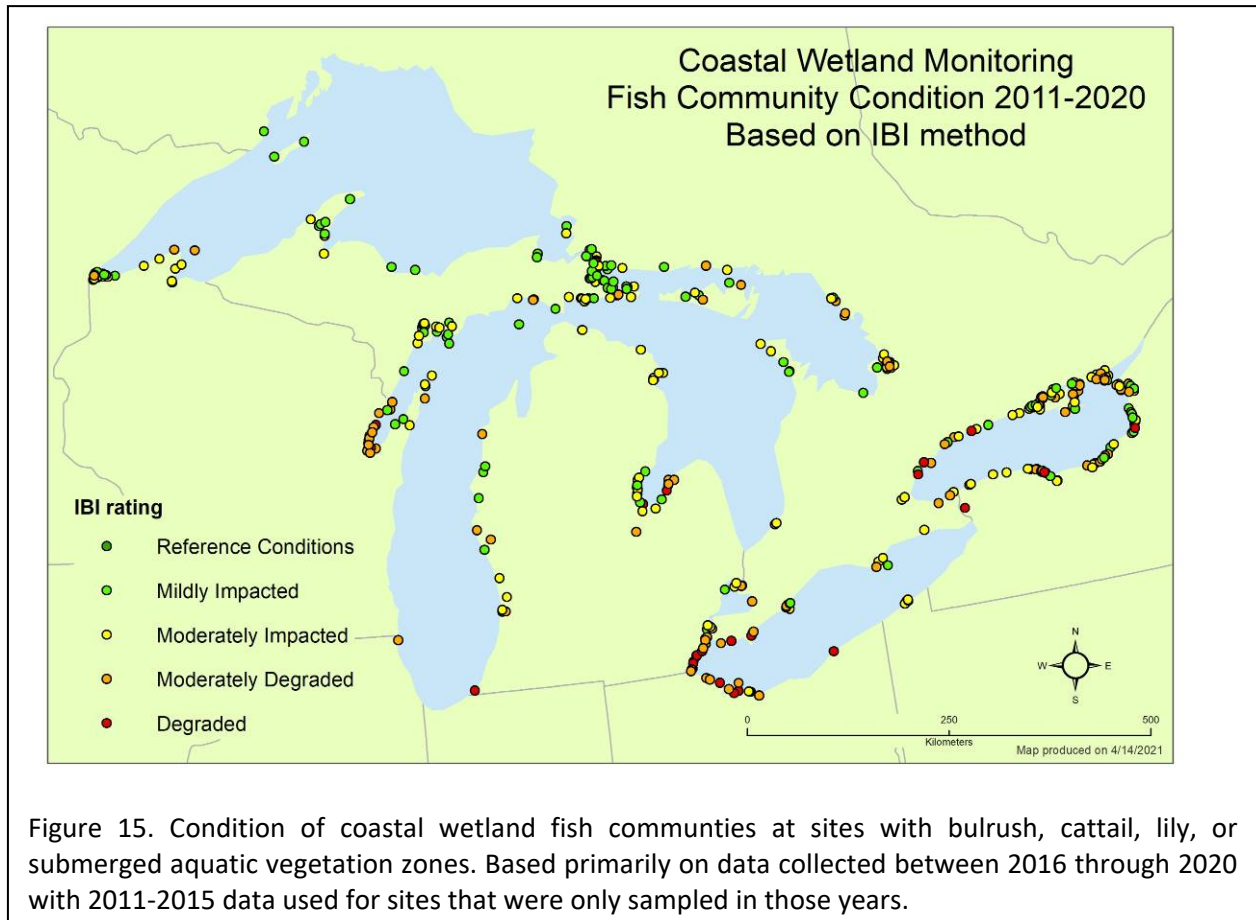 Coastal Wetland Monitoring
Fish Community Condition 2011-2020
Based on IBI method
IBI rating
Reference Conditions
Mildly Impacted
Moderately Impacted
Moderately Degraded
Degraded
N
W E
S
0 250 500
Kilometers
Map produced on 4/14/2021
Figure 15. Condition of coastal wetland fish communties at sites with bulrush, cattail, lily, or
submerged aquatic vegetation zones. Based primarily on data collected between 2016 through 2020
with 2011-2015 data used for sites that were only sampled in those years.